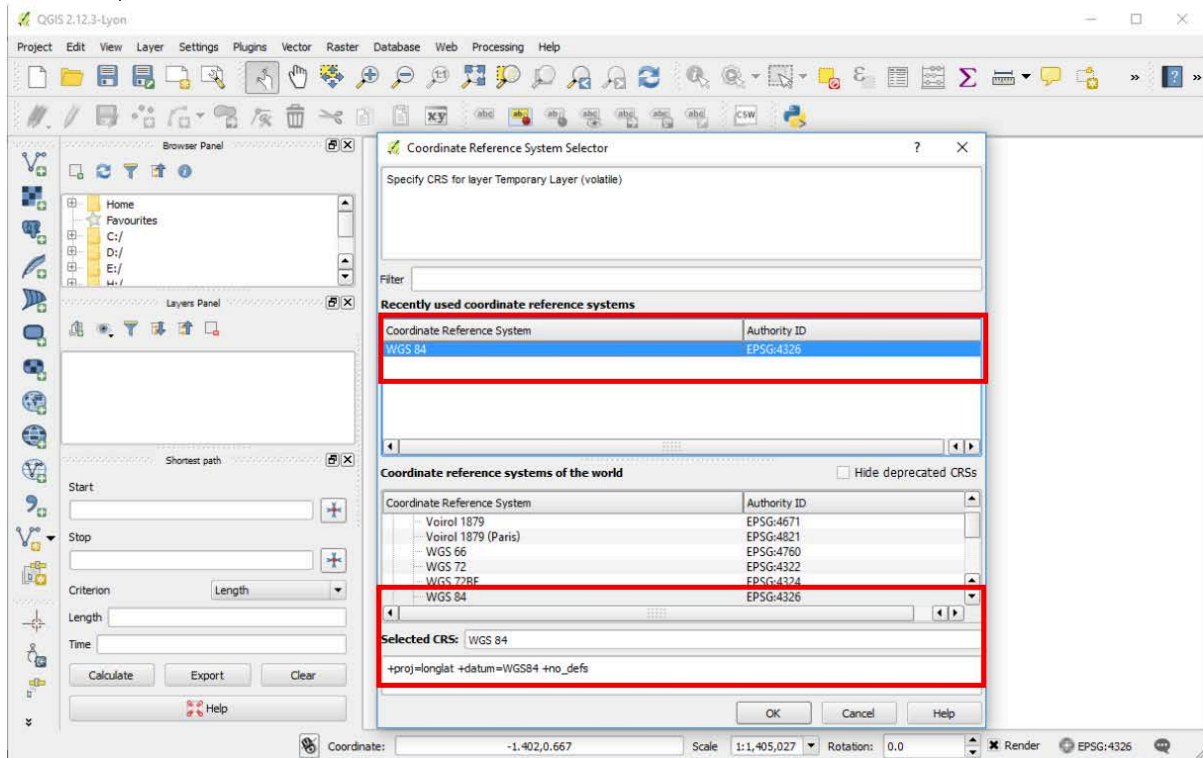 QGIS 2.12.3-Lyon
Project Edit View Layer Settings Plugins Vector Raster Database Web Processing Help
Browser Panel
Home
Favourites
C:/
D:/
E:/
Layers Panel
Shortest path
Start
Stop
Criterion Length
Length
Time
Calculate Export Clear
Help
Coordinate Reference System Selector
Specify CRS for layer Temporary Layer (volatile)
Filter
Recently used coordinate reference systems
Coordinate Reference System Authority ID
WGS 84 EPSG:4326
Coordinate reference systems of the world Hide deprecated CRSs
Coordinate Reference System Authority ID
Voirol 1879 EPSG:4671
Voirol 1879 (Paris) EPSG:4821
WGS 66 EPSG:4760
WGS 72 EPSG:4322
WGS 72BE EPSG:4324
WGS 84 EPSG:4326
Selected CRS: WGS 84
+proj=longlat +datum=WGS84 +no_defs
OK Cancel Help
Coordinate: -1.402,0.667 Scale 1:1,405,027 Rotation: 0.0 Render EPSG:4326